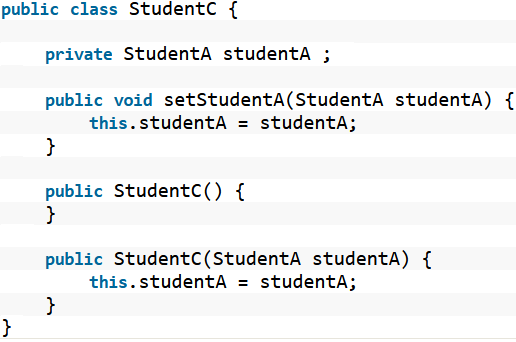 public class StudentC {
private StudentA studentA ;
public void setStudentA(StudentA studentA) {
this.studentA = studentA;
}
public StudentC() {
}
public StudentC(StudentA studentA) {
this.studentA = studentA;
}
}